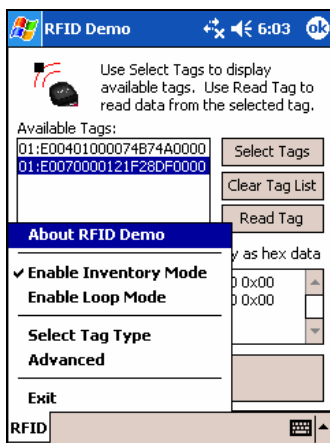 RFID Demo
6:03
ok
Use Select Tags to display
available tags. Use Read Tag to
read data from the selected tag.
Available Tags:
01:E00401000074B74A0000
01:E0070000121F28DF0000
Select Tags
Clear Tag List
Read Tag
About RFID Demo
y as hex data
Enable Inventory Mode
0 0x00
Enable Loop Mode
0 0x00
Select Tag Type
Advanced
Exit
RFID